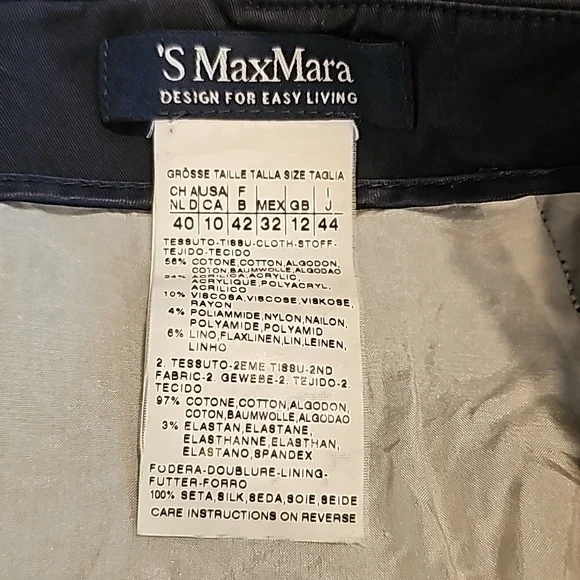 'S MaxMara
DESIGN FOR EASY LIVING
GRÖSSE TAILLE TALLA SIZE TAGLIA
CH A USA F I
NL D CA B MEX GB J
40 10 42 32 12 44
TESSUTO-TISSU-CLOTH-STOFF-
TEJIDO-TECIDO
56% COTONE,COTTON,ALGODON,
COTON,BAUMWOLLE,ALGODAO
24% ACRILICA,ACRYLIC,
ACRYLIQUE,POLYACRYL,
ACRILICO
10% VISCOSA,VISCOSE,VISKOSE,
RAYON
4% POLIAMMIDE,NYLON,NAILON,
POLYAMIDE,POLYAMID
6% LINO,FLAX,LINEN,LIN,LEINEN,
LINHO
2. TESSUTO-2EME TISSU-2ND
FABRIC-2. GEWEBE-2. TEJIDO-2.
TECIDO
97% COTONE,COTTON,ALGODON,
COTON,BAUMWOLLE,ALGODAO
3% ELASTAN,ELASTANE,
ELASTHANNE,ELASTHAN,
ELASTANO,SPANDEX
FODERA-DOUBLURE-LINING-
FUTTER-FORRO
100% SETA,SILK,SEDA,SOIE,SEIDE
CARE INSTRUCTIONS ON REVERSE